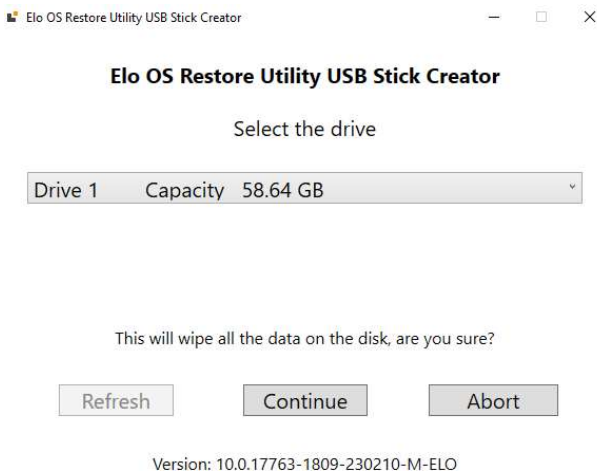 Elo OS Restore Utility USB Stick Creator
Elo OS Restore Utility USB Stick Creator
Select the drive
Drive 1 Capacity 58.64 GB
This will wipe all the data on the disk, are you sure?
Refresh Continue Abort
Version: 10.0.17763-1809-230210-M-ELO